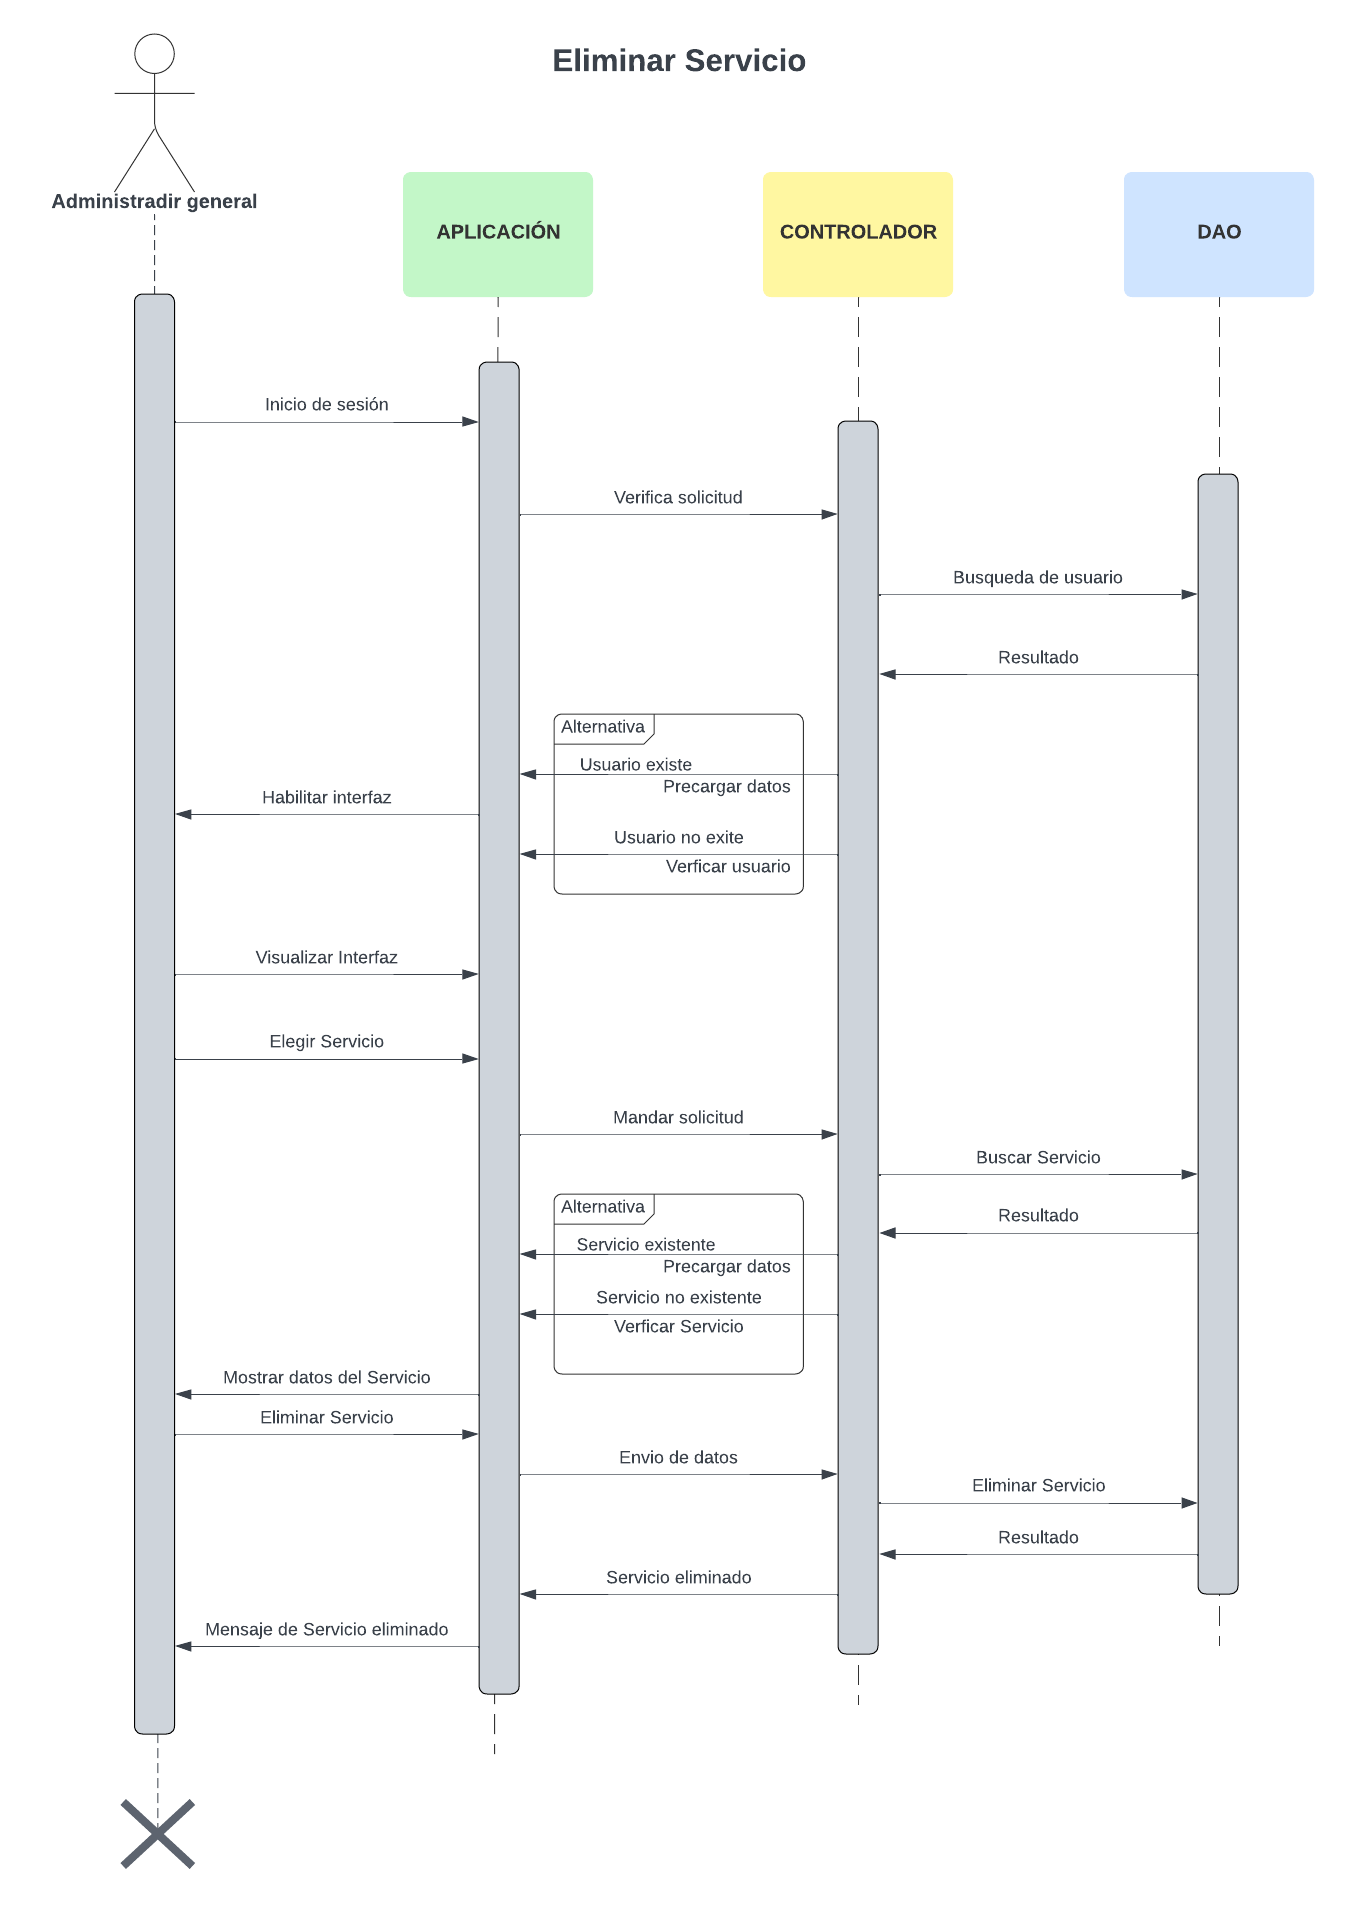 Eliminar Servicio
Administradir general
APLICACIÓN
CONTROLADOR
DAO
Inicio de sesión
Verifica solicitud
Busqueda de usuario
Resultado
Alternativa
Usuario existe
Precargar datos
Habilitar interfaz
Usuario no exite
Verficar usuario
Visualizar Interfaz
Elegir Servicio
Mandar solicitud
Buscar Servicio
Alternativa
Resultado
Servicio existente
Precargar datos
Servicio no existente
Verficar Servicio
Mostrar datos del Servicio
Eliminar Servicio
Envio de datos
Eliminar Servicio
Resultado
Servicio eliminado
Mensaje de Servicio eliminado